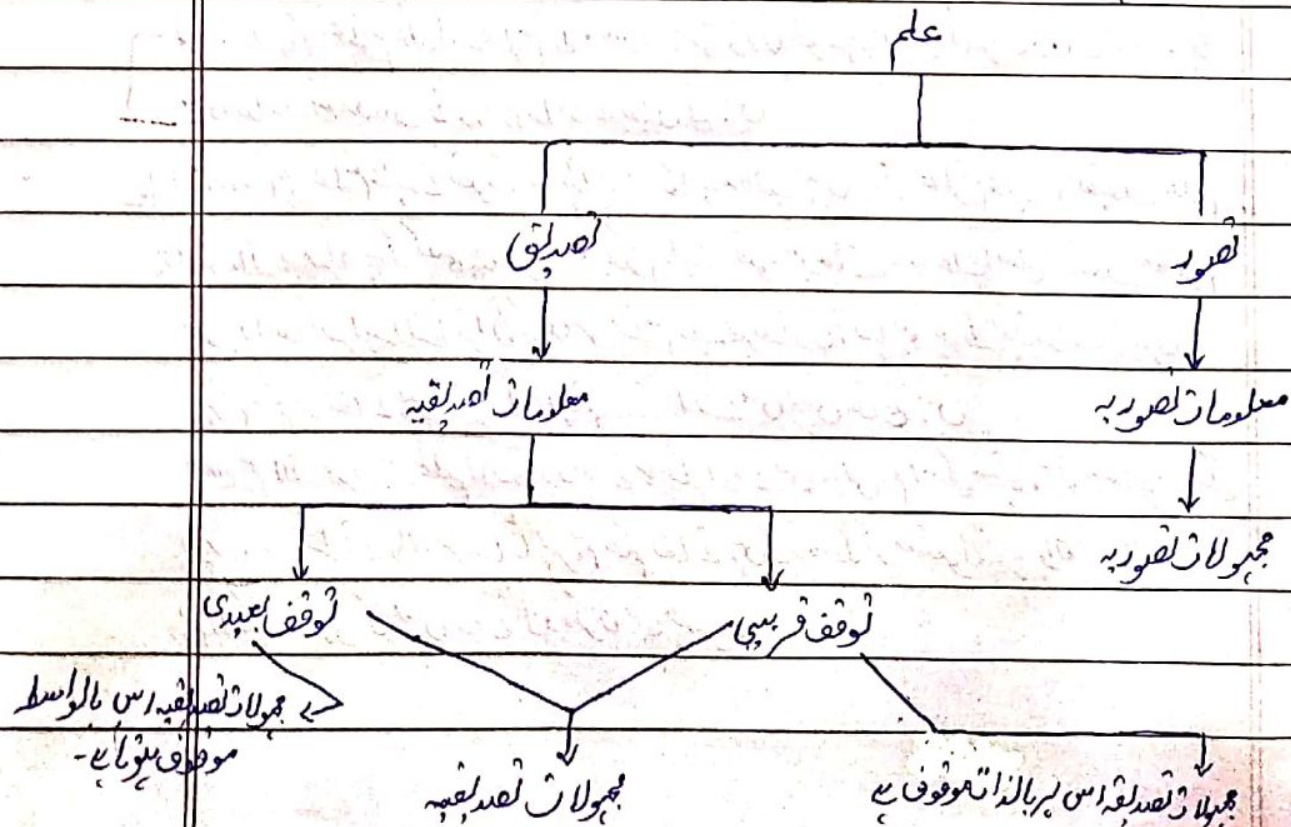 علم
تصور
تصدیق
معلومات تصوریہ
معلومات تصدیقیہ
مجہولات تصوریہ
توقف قریبی
توقف بعیدی
مجہولات تصدیقیہ اس بالواسطہ
موقوف ہوتا ہے۔
مجہولات تصدیقیہ
مجہولات تصدیقیہ اس پر بالذات موقوف ہے